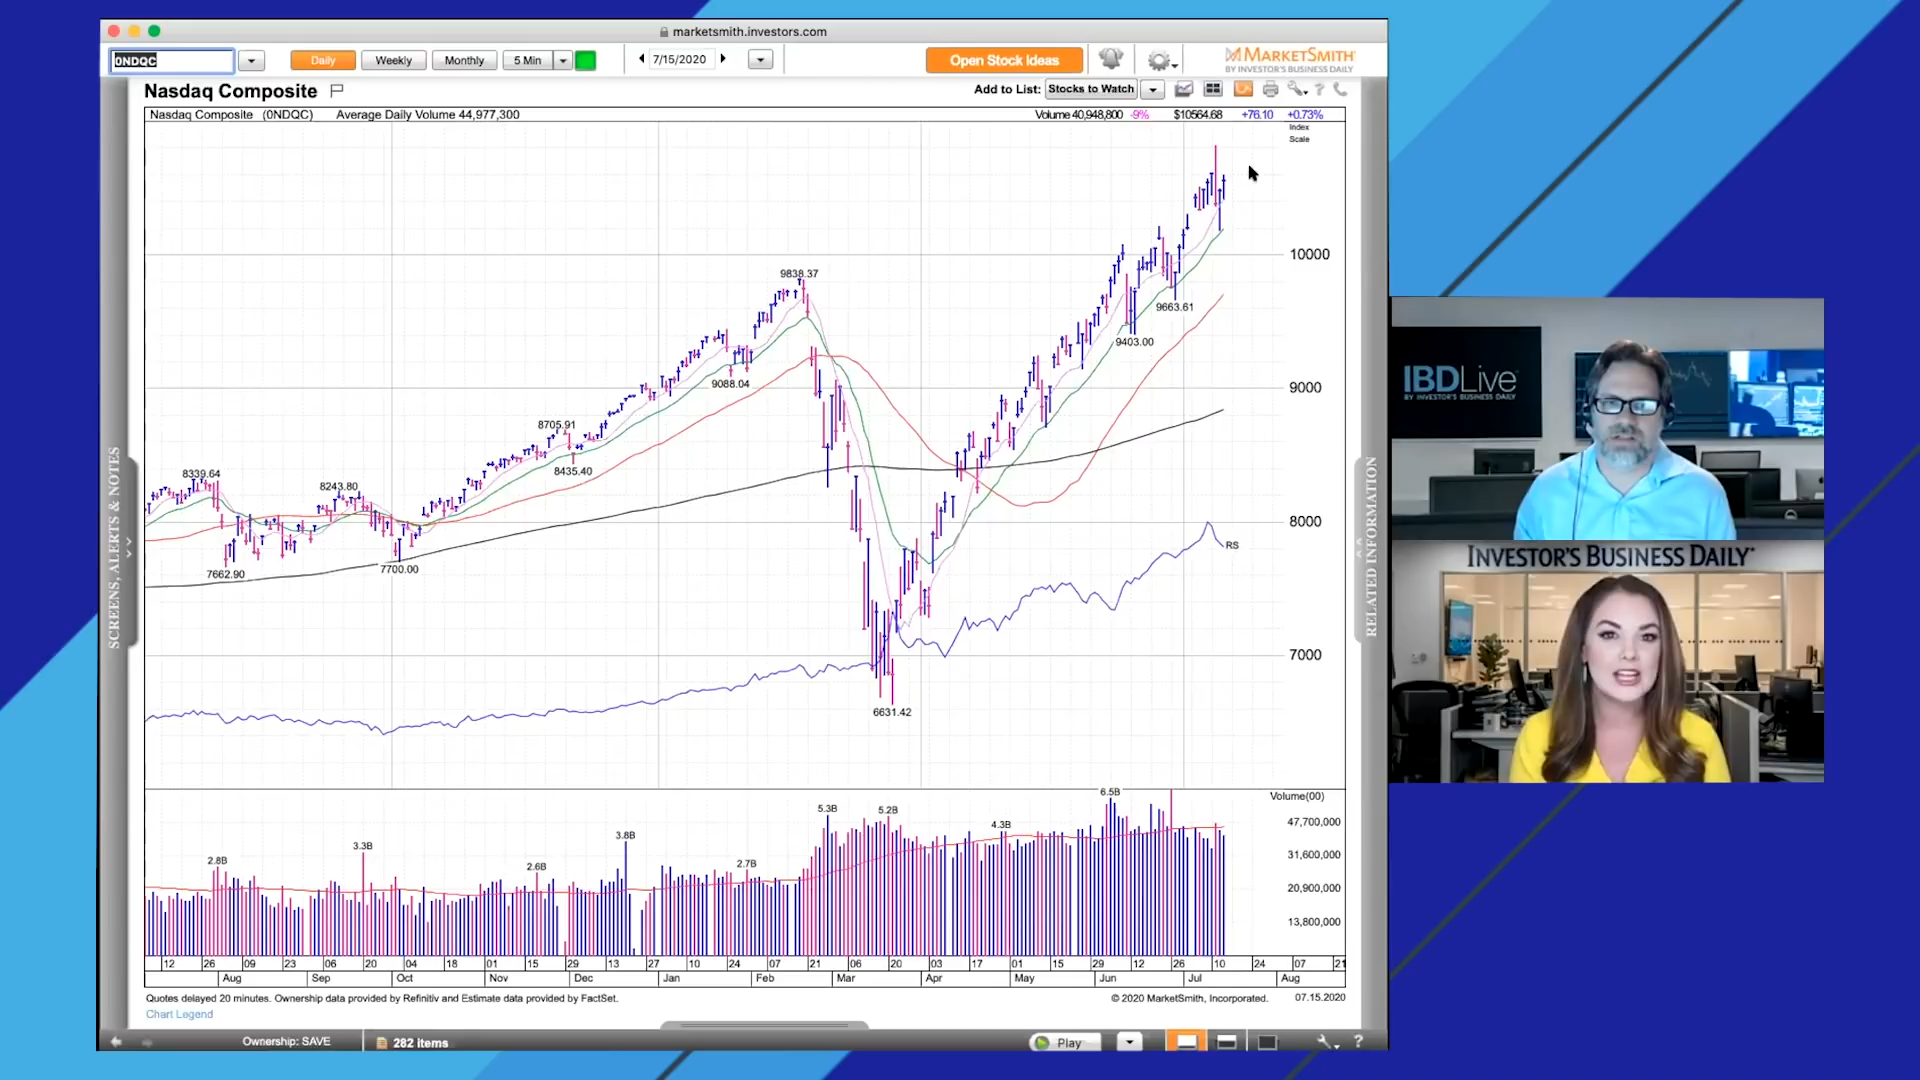 marketsmith.investors.com
0NDQC
Daily
Weekly
Monthly
5 Min
7/15/2020
Open Stock Ideas
MARKETSMITH
BY INVESTOR'S BUSINESS DAILY
Nasdaq Composite
Add to List:
Stocks to Watch
Nasdaq Composite (0NDQC) Average Daily Volume 44,977,300
Volume 40,948,800 -9% $10564.68 +76.10 +0.73%
Index
Scale
10000
9838.37
9663.61
9403.00
9088.04
9000
8705.91
8435.40
8339.64
8243.80
8000
RS
7662.90
7700.00
7000
6631.42
SCREENS, ALERTS & NOTES
RELATED INFORMATION
IBDLive
BY INVESTOR'S BUSINESS DAILY
INVESTOR'S BUSINESS DAILY
Volume(00)
6.5B
5.3B
5.2B
4.3B
3.8B
3.3B
2.8B
2.6B
2.7B
47,700,000
31,600,000
20,900,000
13,800,000
12 26 09 23 06 20 04 18 01 15 29 13 27 10 24 07 21 06 20 03 17 01 15 29 12 26 10 24 07 21
Aug Sep Oct Nov Dec Jan Feb Mar Apr May Jun Jul Aug
Quotes delayed 20 minutes. Ownership data provided by Refinitiv and Estimate data provided by FactSet.
© 2020 MarketSmith, Incorporated.
07.15.2020
Chart Legend
Ownership: SAVE
282 items
Play